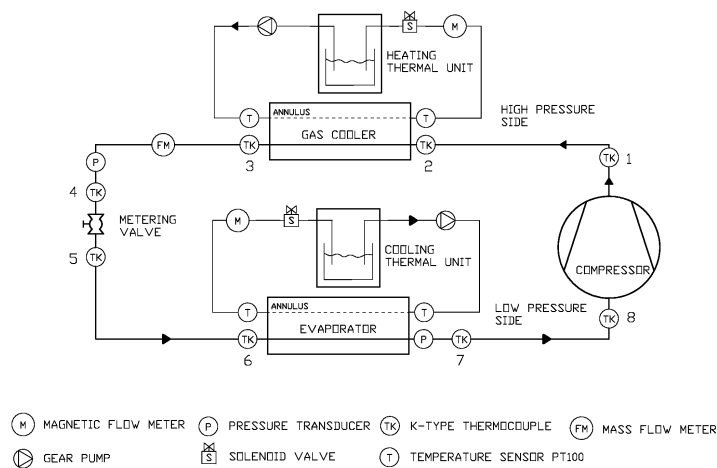 S
M
HEATING
THERMAL UNIT
ANNULUS
T
T
GAS COOLER
HIGH PRESSURE
SIDE
FM
TK
TK
3
2
TK
1
P
4
TK
METERING
VALVE
5
TK
M
S
COOLING
THERMAL UNIT
COMPRESSOR
ANNULUS
T
T
EVAPORATOR
LOW PRESSURE
SIDE
TK
8
TK
P
TK
6
7
M MAGNETIC FLOW METER
P PRESSURE TRANSDUCER
TK K-TYPE THERMOCOUPLE
FM MASS FLOW METER
GEAR PUMP
S SOLENOID VALVE
T TEMPERATURE SENSOR PT100